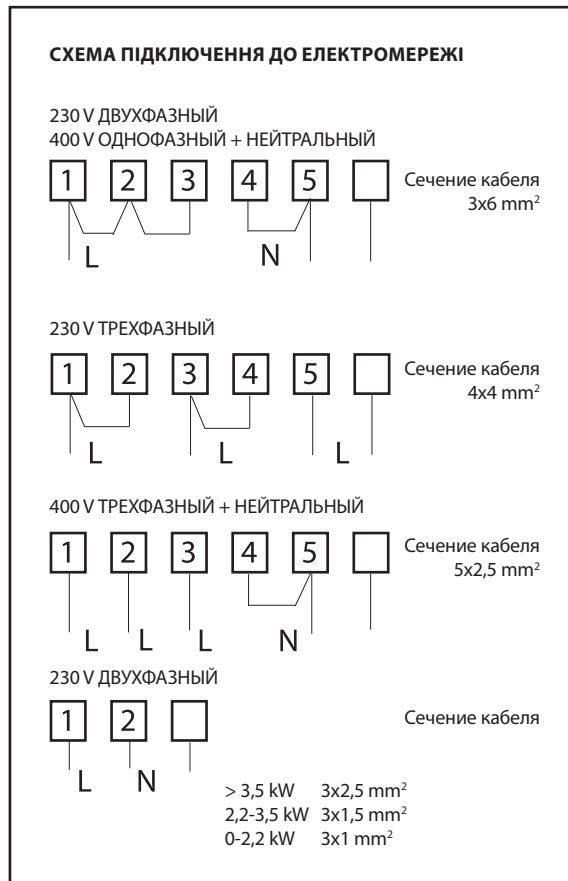 СХЕМА ПІДКЛЮЧЕННЯ ДО ЕЛЕКТРОМЕРЕЖІ
230 V ДВУХФАЗНЫЙ
400 V ОДНОФАЗНЫЙ + НЕЙТРАЛЬНЫЙ
1 2 3 4 5 Сечение кабеля
3x6 mm²
L N
230 V ТРЕХФАЗНЫЙ
1 2 3 4 5 Сечение кабеля
4x4 mm²
L L L
400 V ТРЕХФАЗНЫЙ + НЕЙТРАЛЬНЫЙ
1 2 3 4 5 Сечение кабеля
5x2,5 mm²
L L L N
230 V ДВУХФАЗНЫЙ
1 2 Сечение кабеля
L N
> 3,5 kW 3x2,5 mm²
2,2-3,5 kW 3x1,5 mm²
0-2,2 kW 3x1 mm²